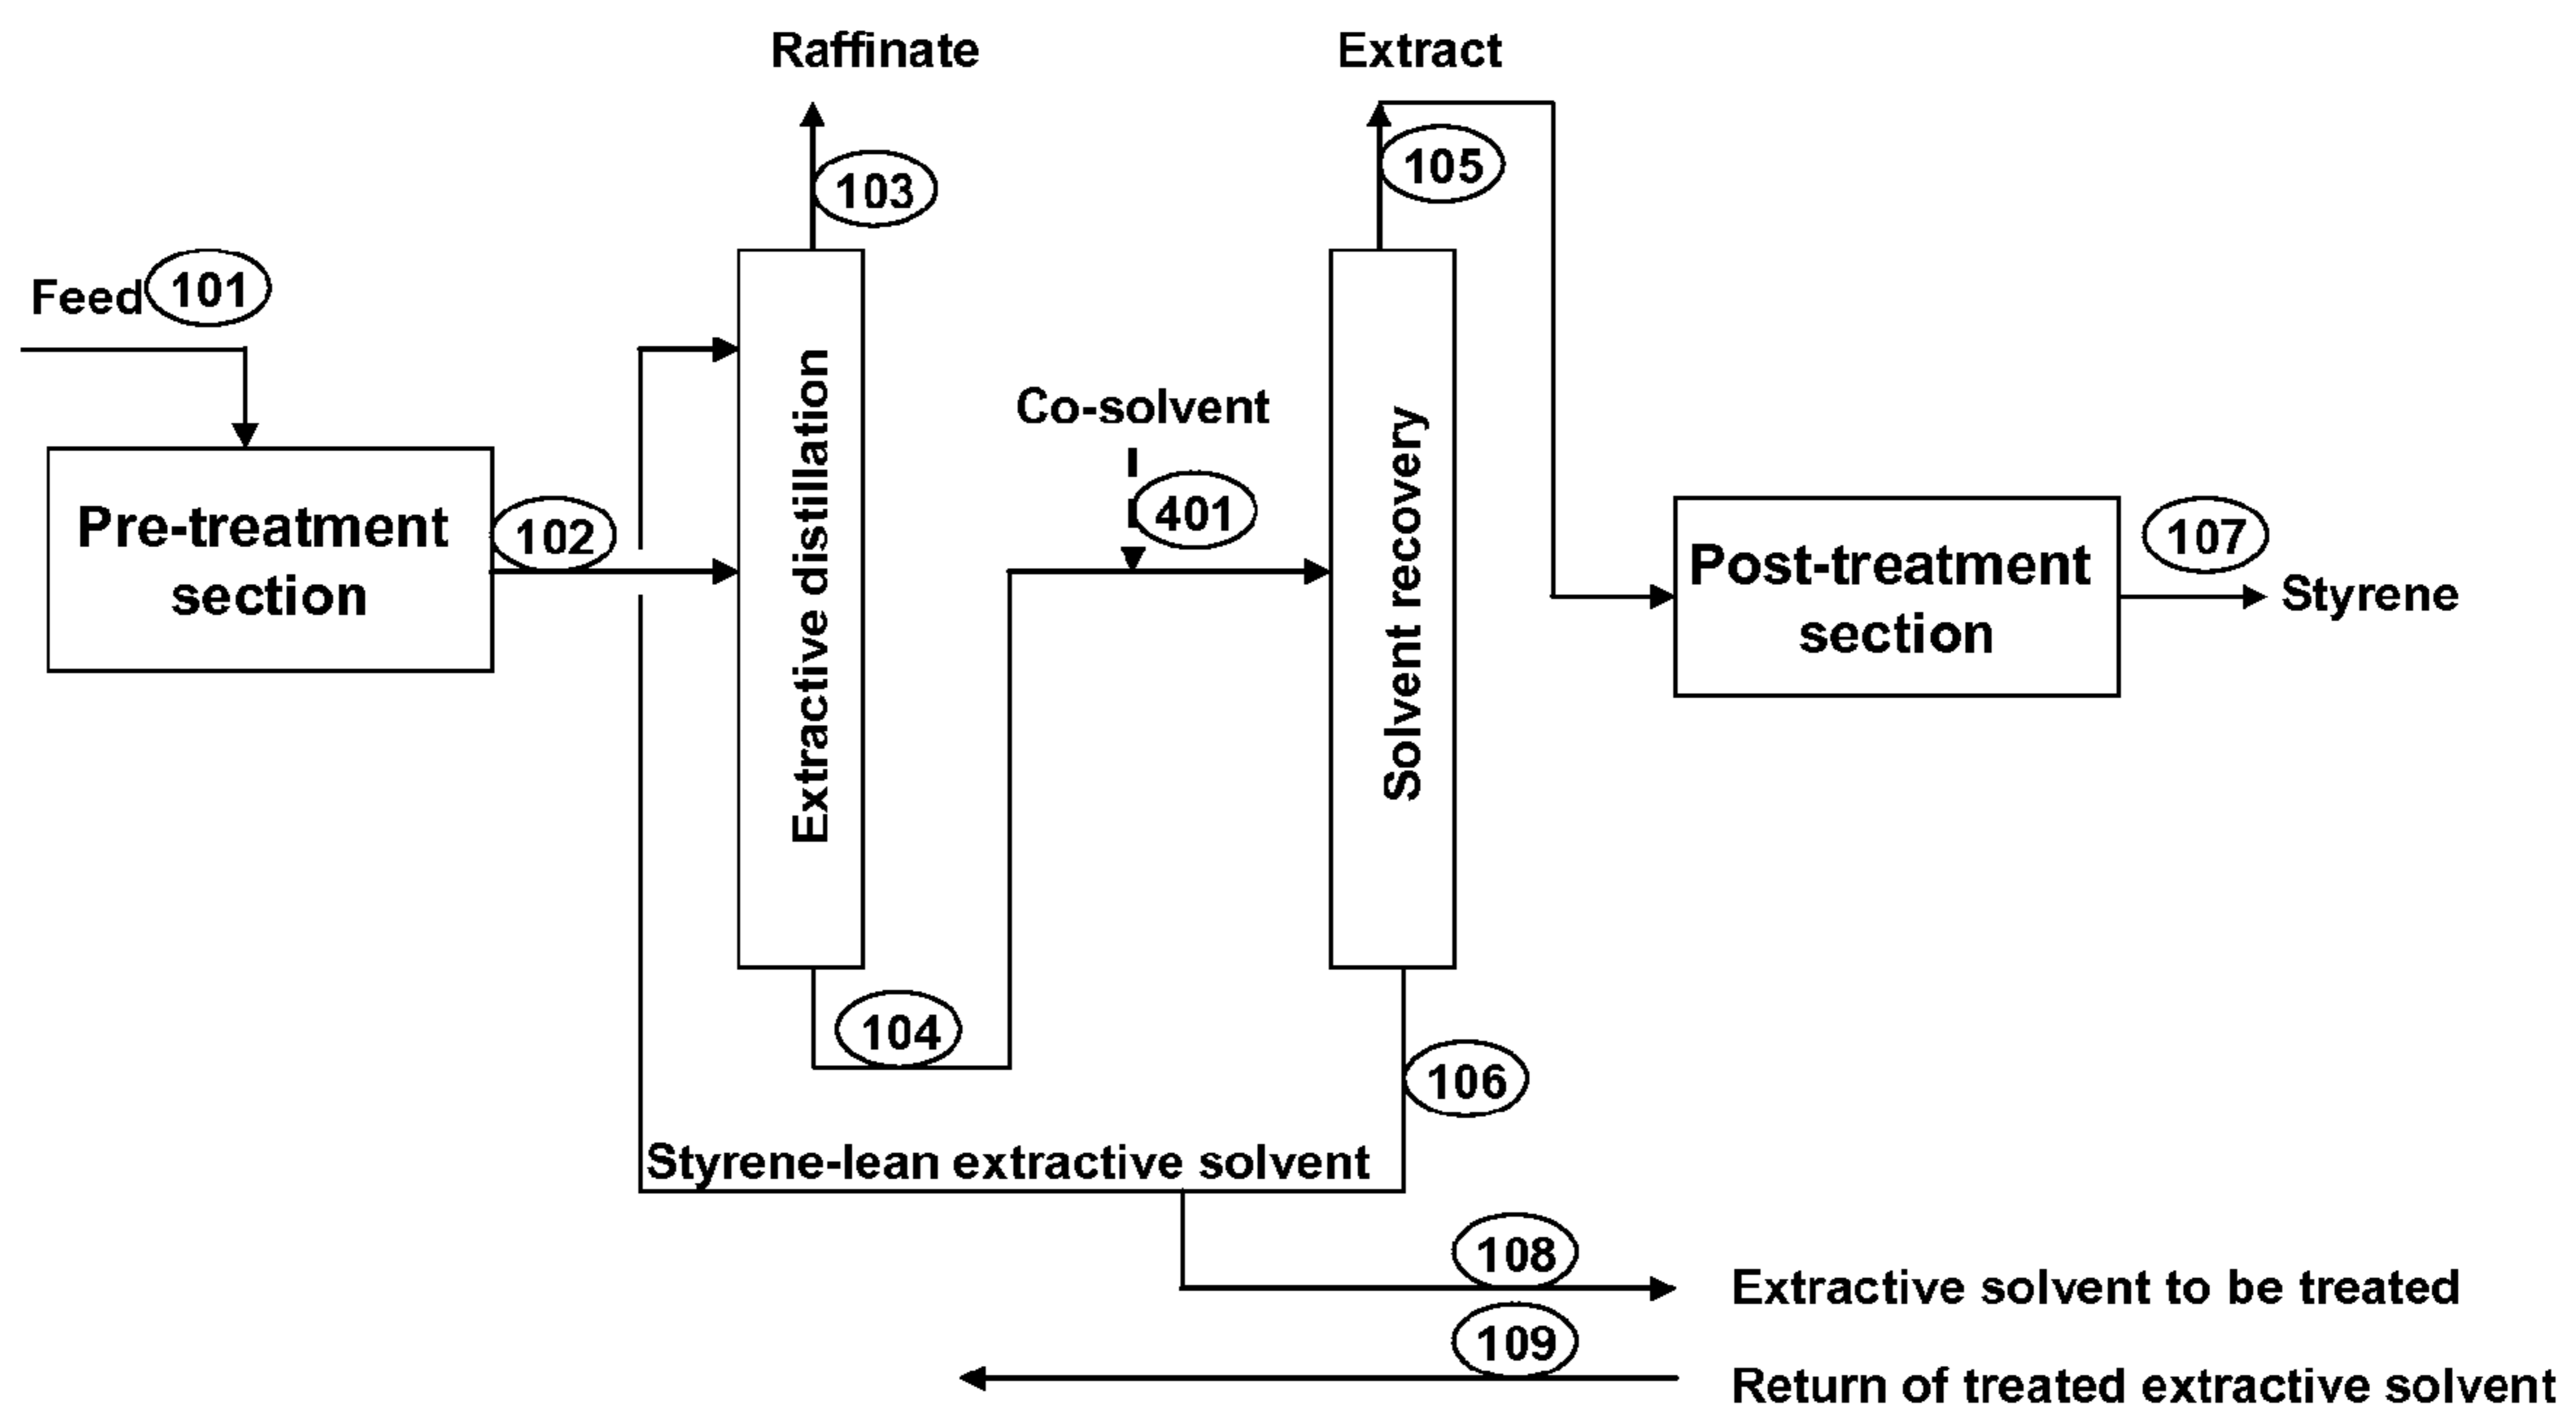 Raffinate
Extract
103
105
Feed 101
Co-solvent
401
Pre-treatment
section
102
Extractive distillation
Solvent recovery
Post-treatment
section
107
Styrene
104
106
Styrene-lean extractive solvent
108
Extractive solvent to be treated
109
Return of treated extractive solvent